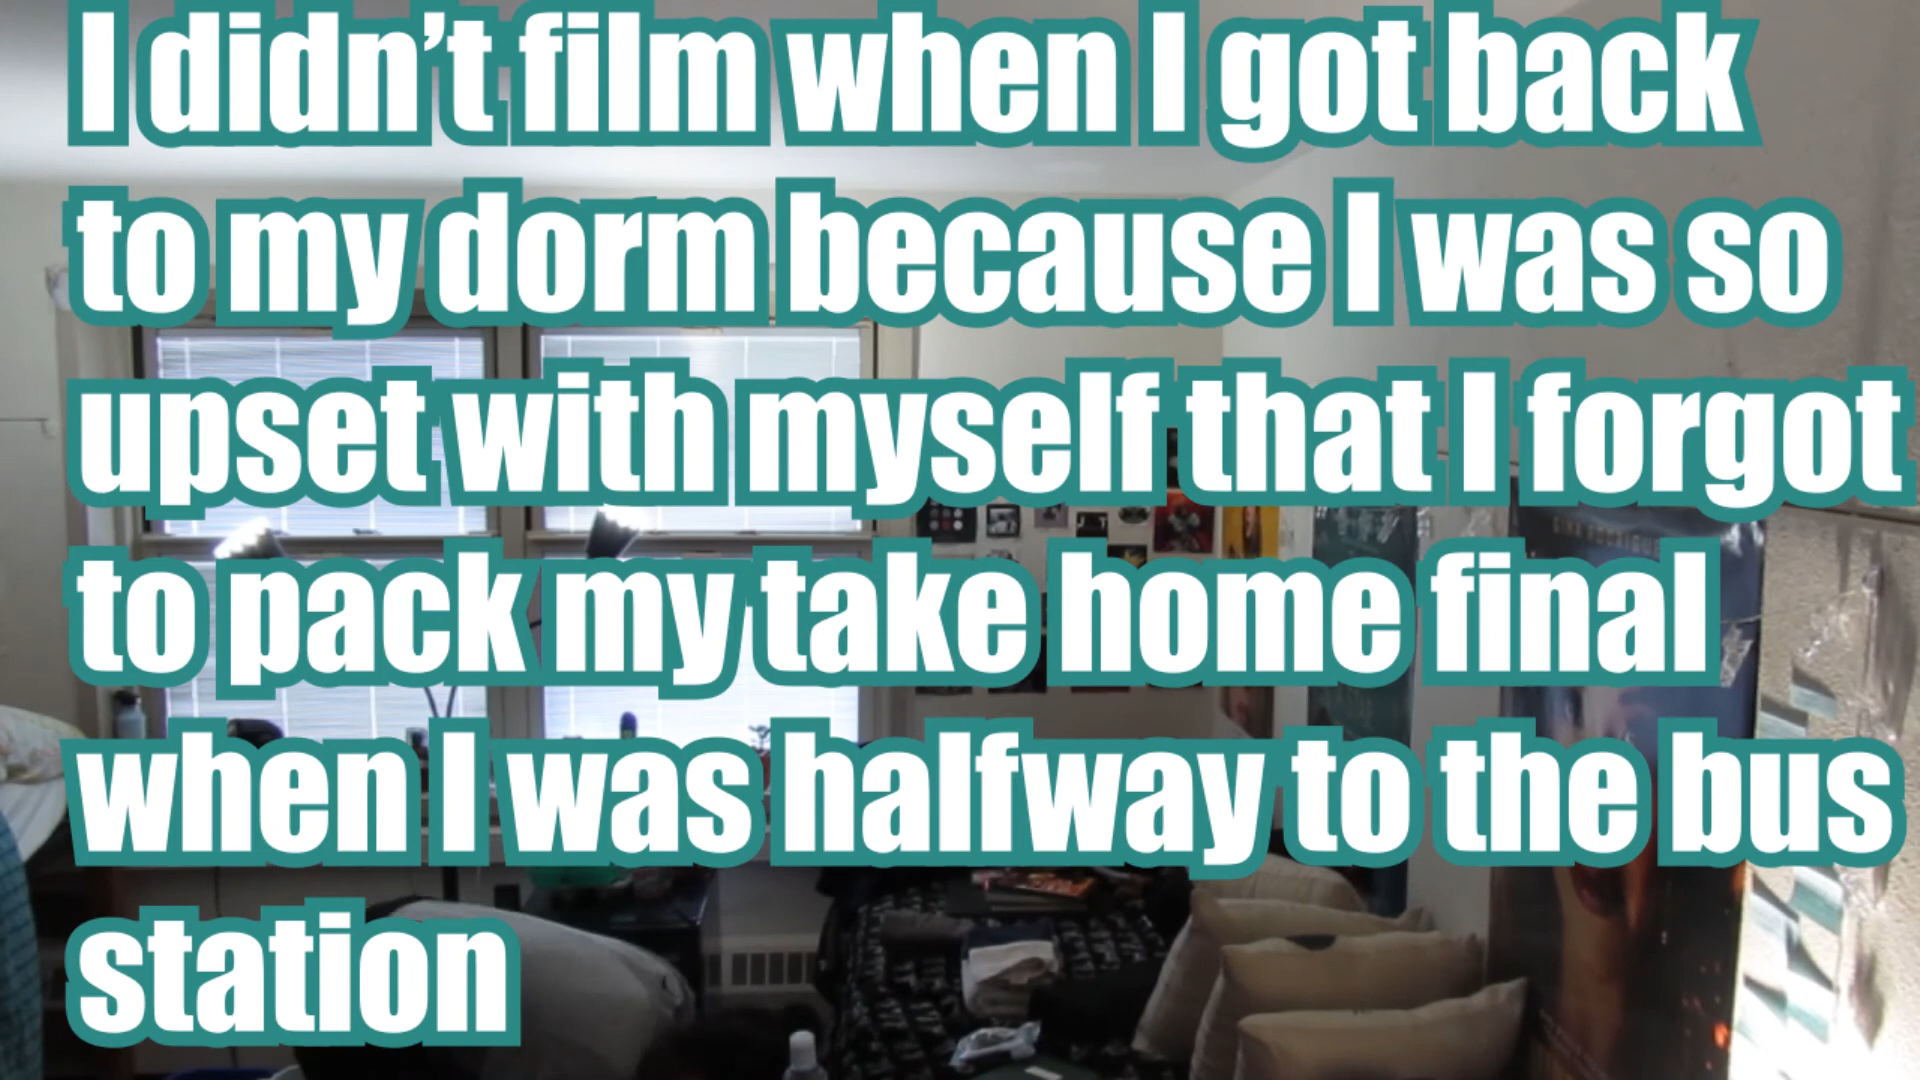 I didn’t film when I got back
to my dorm because I was so
upset with myself that I forgot
to pack my take home final
when I was halfway to the bus
station